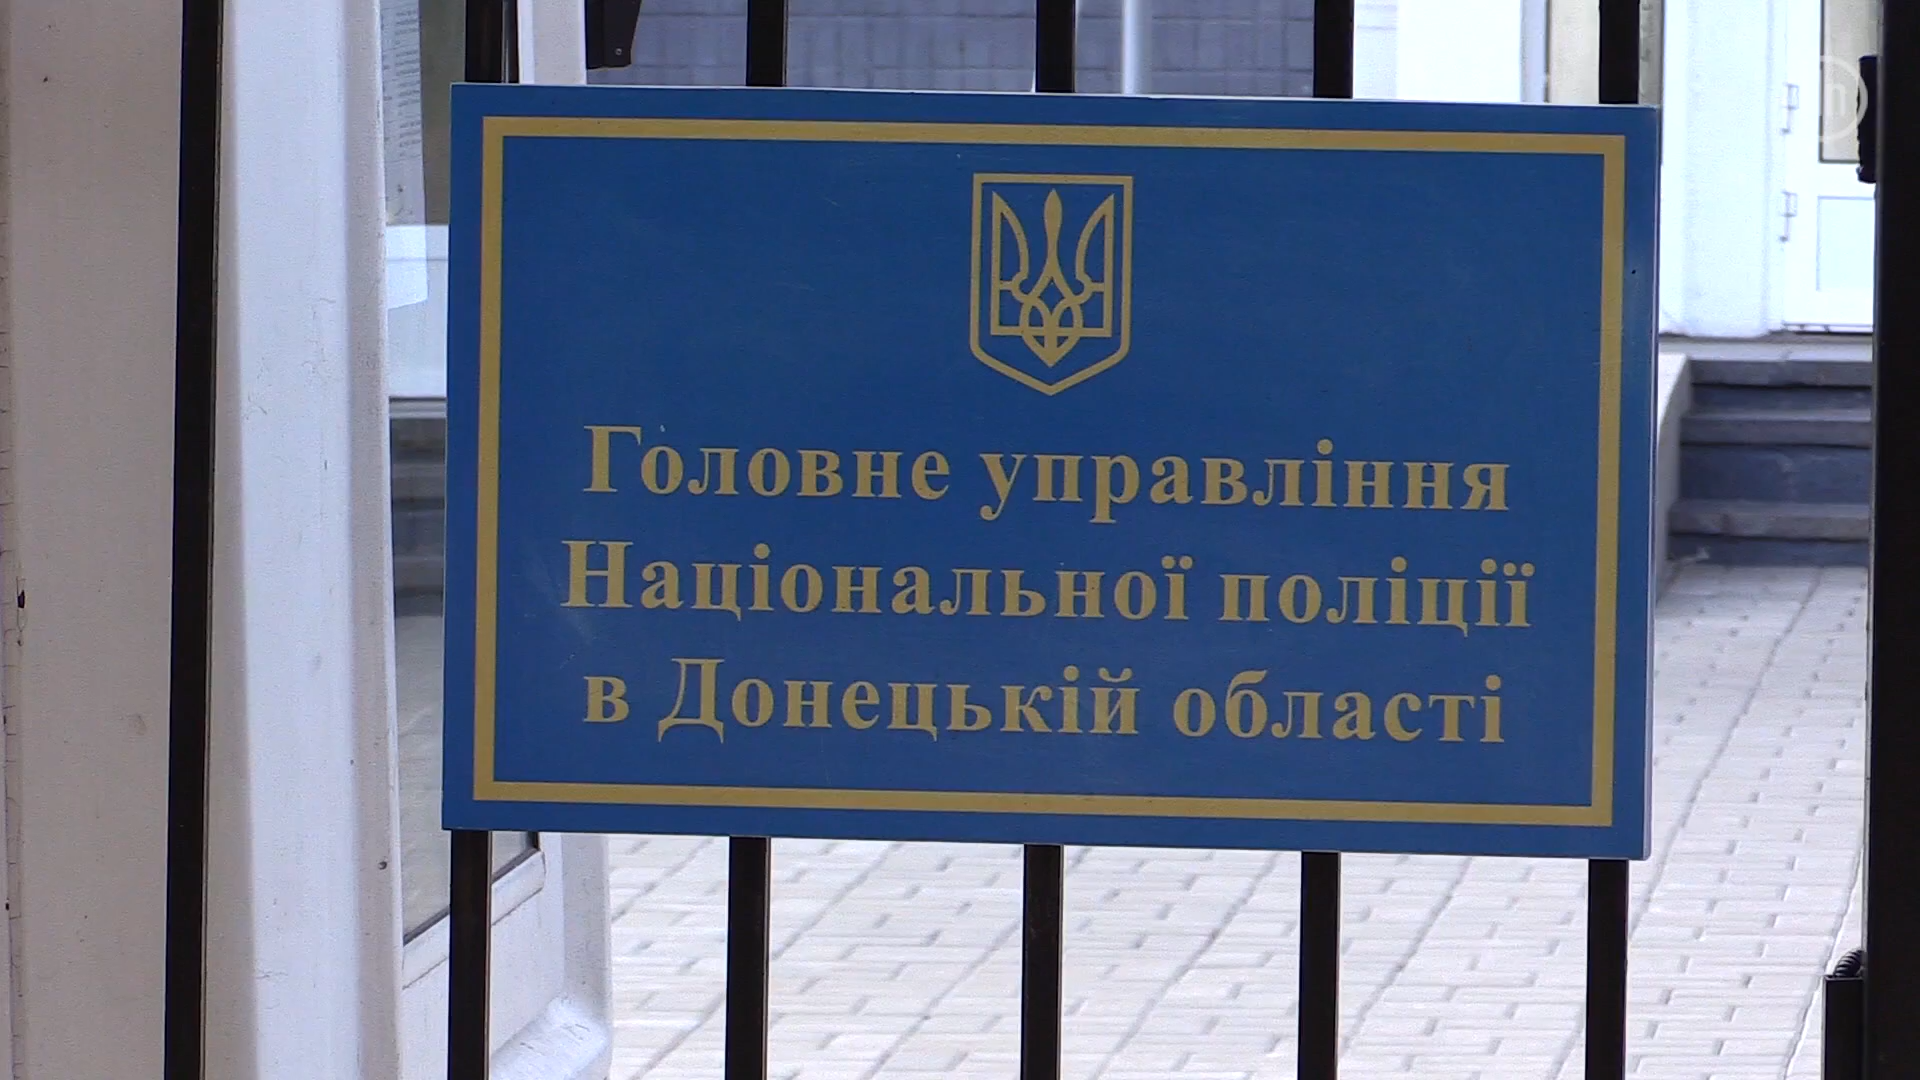 Головне управління
Національної поліції
в Донецькій області